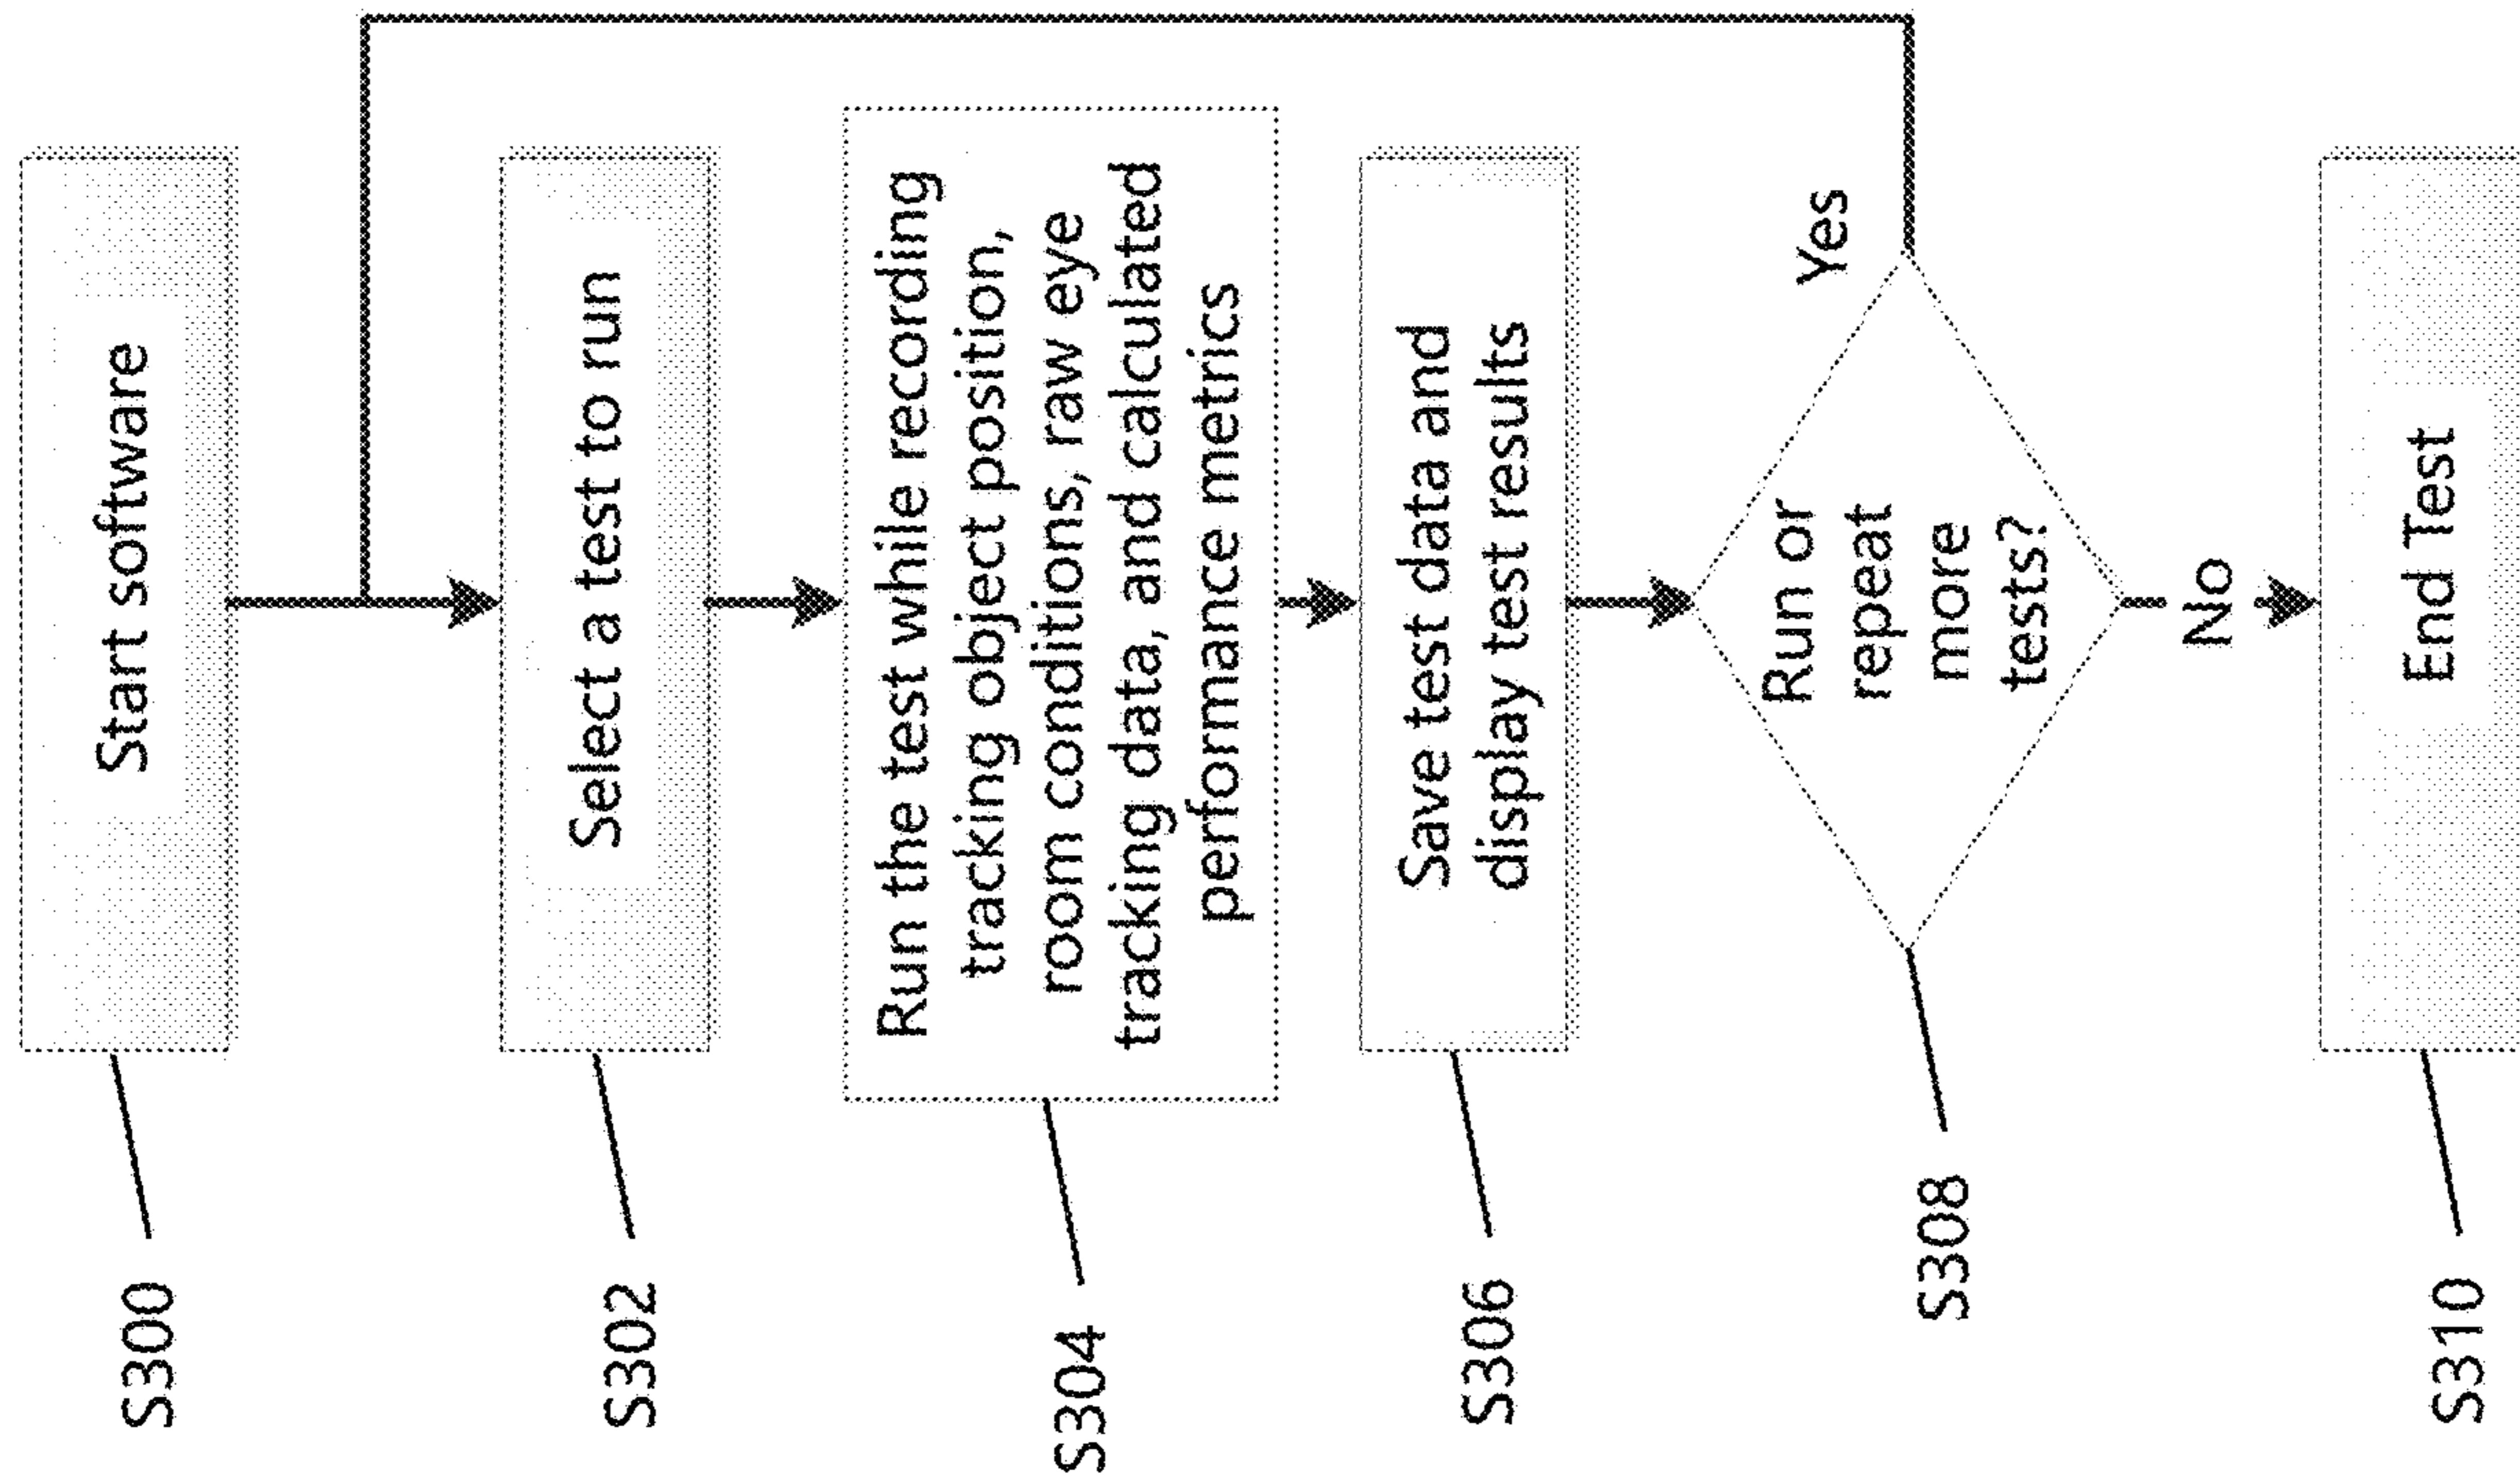 S300
Start software
S302
Select a test to run
S304
Run the test while recording
tracking object position,
room conditions, raw eye
tracking data, and calculated
performance metrics
S306
Save test data and
display test results
S308
Run or
repeat
more
tests?
Yes
No
S310
End Test